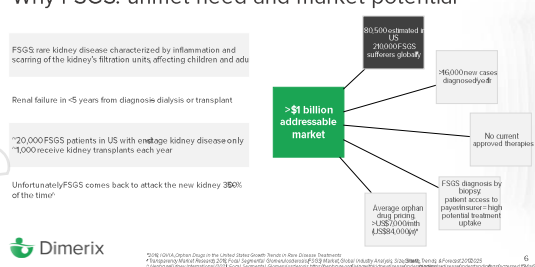 Why FSGS: unmet need and market potential
FSGS: rare kidney disease characterized by inflammation and
scarring of the kidney's filtration units, affecting children and adu
Renal failure in <5 years from diagnosis – dialysis or transplant
~20,000 FSGS patients in US with end-stage kidney disease – only
~1,000 receive kidney transplants each year
Unfortunately FSGS comes back to attack the new kidney
of the time
80,500 estimated in
US
210,000 FSGS
sufferers globally
>16,000 new cases
diagnosed/year
>$1 billion
addressable
market
No current
approved therapies
FSGS diagnosis by
biopsy:
patient access to
payer/insurer = high
potential treatment
uptake
Average orphan
drug pricing
>US$7,000/mth
(US$84,000/yr)
Dimerix
6